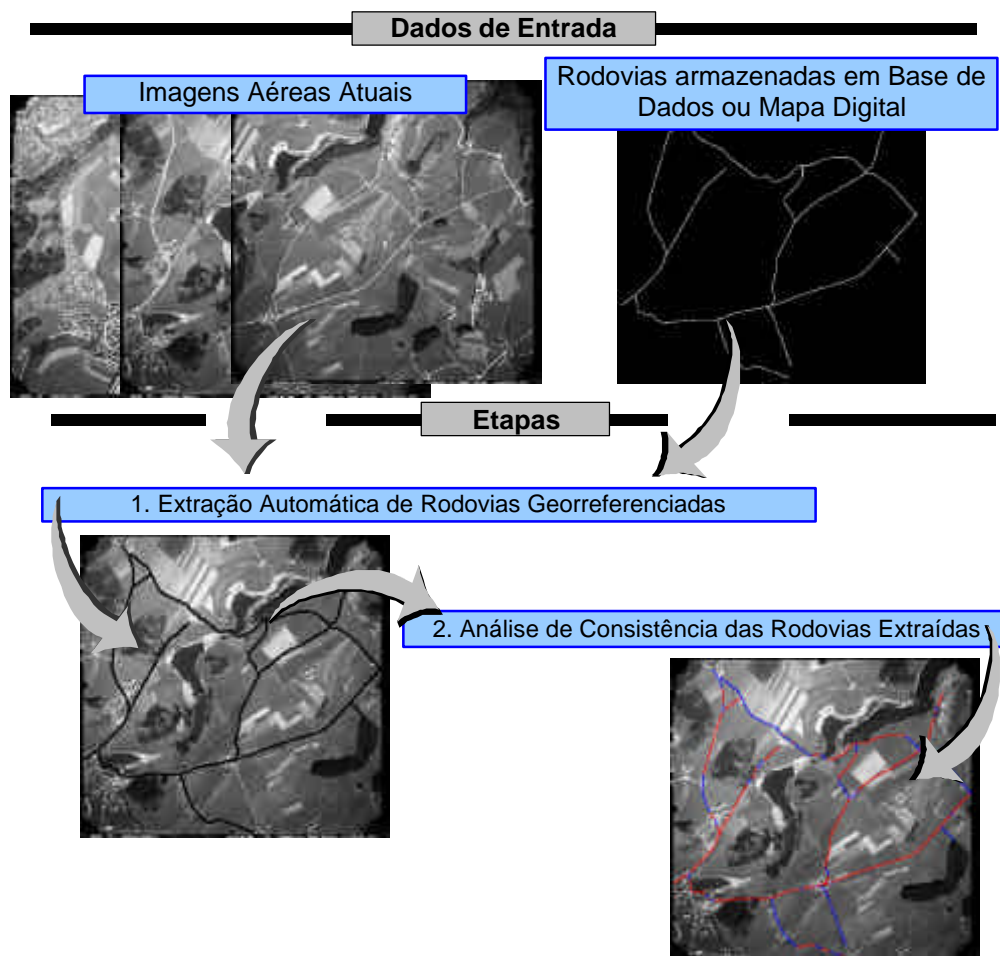 Dados de Entrada
Imagens Aéreas Atuais
Rodovias armazenadas em Base de
Dados ou Mapa Digital
Etapas
1. Extração Automática de Rodovias Georreferenciadas
2. Análise de Consistência das Rodovias Extraídas